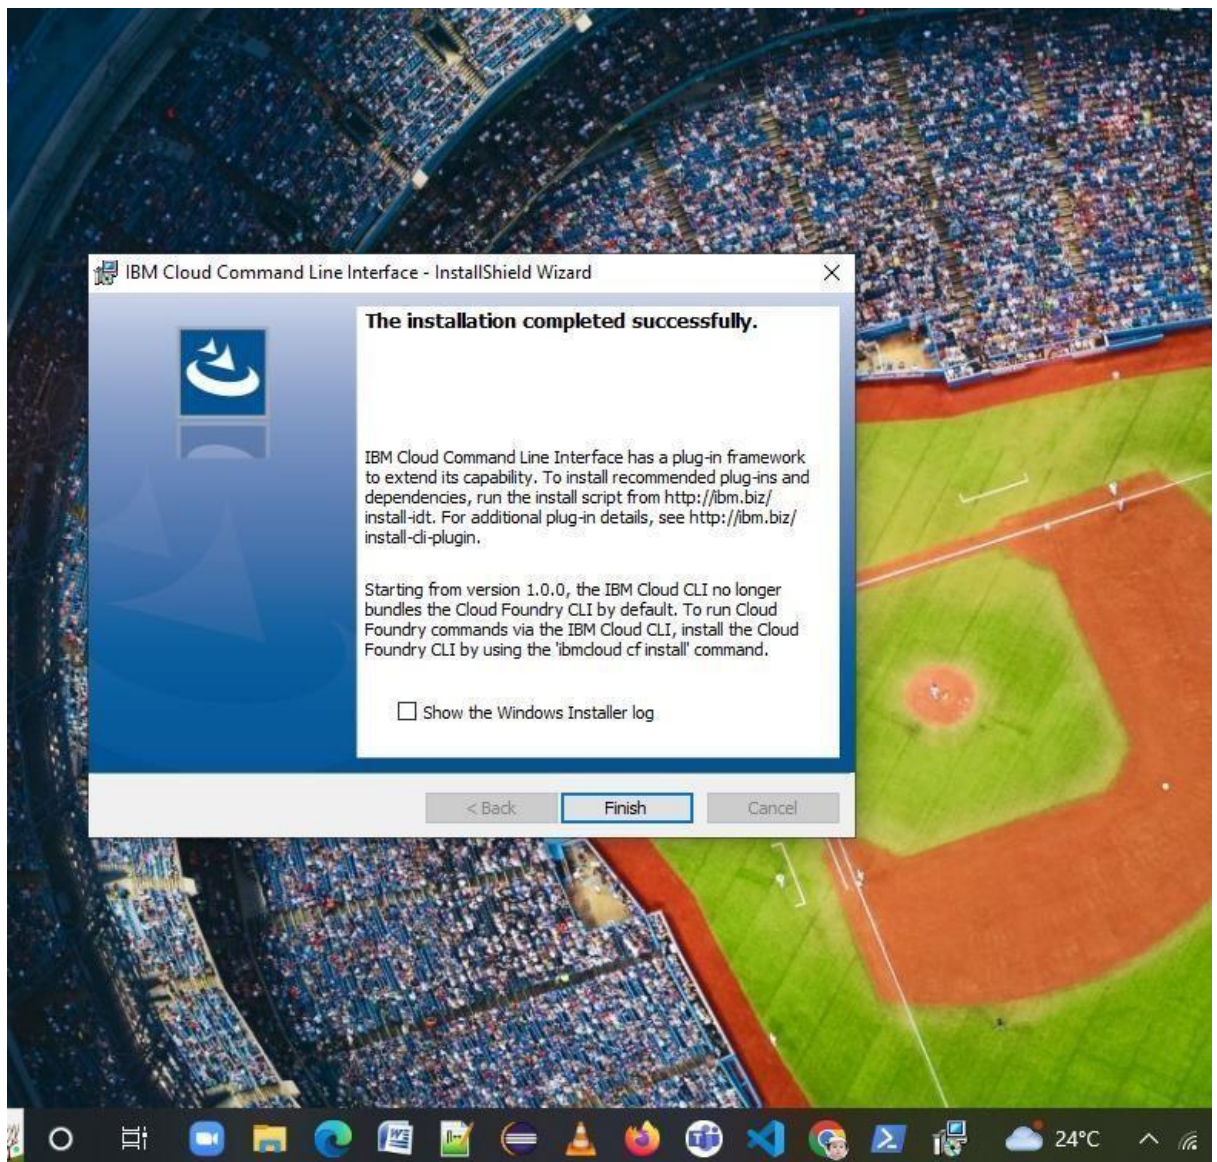 IBM Cloud Command Line Interface - InstallShield Wizard
The installation completed successfully.
IBM Cloud Command Line Interface has a plug-in framework
to extend its capability. To install recommended plug-ins and
dependencies, run the install script from http://ibm.biz/
install-idt. For additional plug-in details, see http://ibm.biz/
install-cli-plugin.
Starting from version 1.0.0, the IBM Cloud CLI no longer
bundles the Cloud Foundry CLI by default. To run Cloud
Foundry commands via the IBM Cloud CLI, install the Cloud
Foundry CLI by using the 'ibmcloud cf install' command.
Show the Windows Installer log
< Back Finish Cancel
24°C